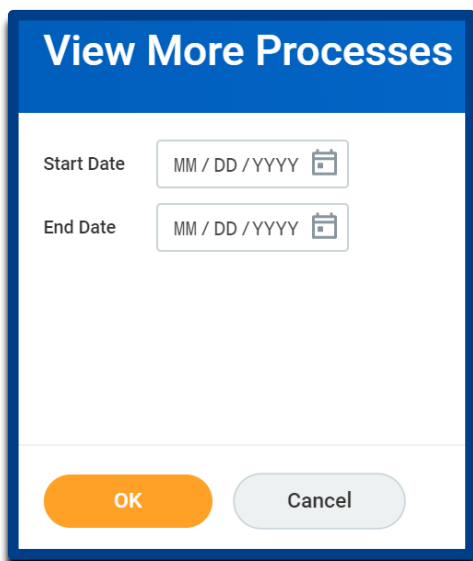 View More Processes
Start Date MM / DD / YYYY
End Date MM / DD / YYYY
OK Cancel